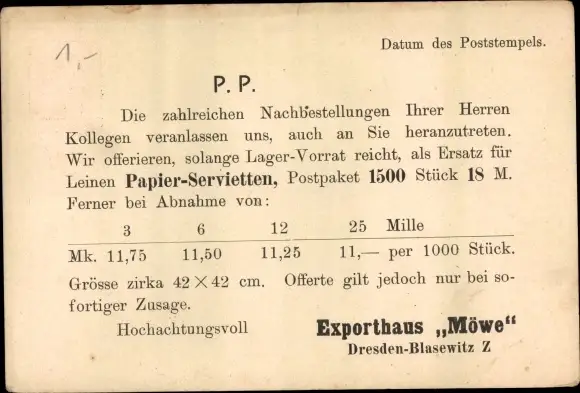 1,-
Datum des Poststempels.
P. P.
Die zahlreichen Nachbestellungen Ihrer Herren
Kollegen veranlassen uns, auch an Sie heranzutreten.
Wir offerieren, solange Lager-Vorrat reicht, als Ersatz für
Leinen Papier-Servietten, Postpaket 1500 Stück 18 M.
Ferner bei Abnahme von:
3 6 12 25 Mille
Mk. 11,75 11,50 11,25 11,— per 1000 Stück.
Grösse zirka 42 × 42 cm. Offerte gilt jedoch nur bei so-
fortiger Zusage.
Hochachtungsvoll
Exporthaus „Möwe“
Dresden-Blasewitz Z